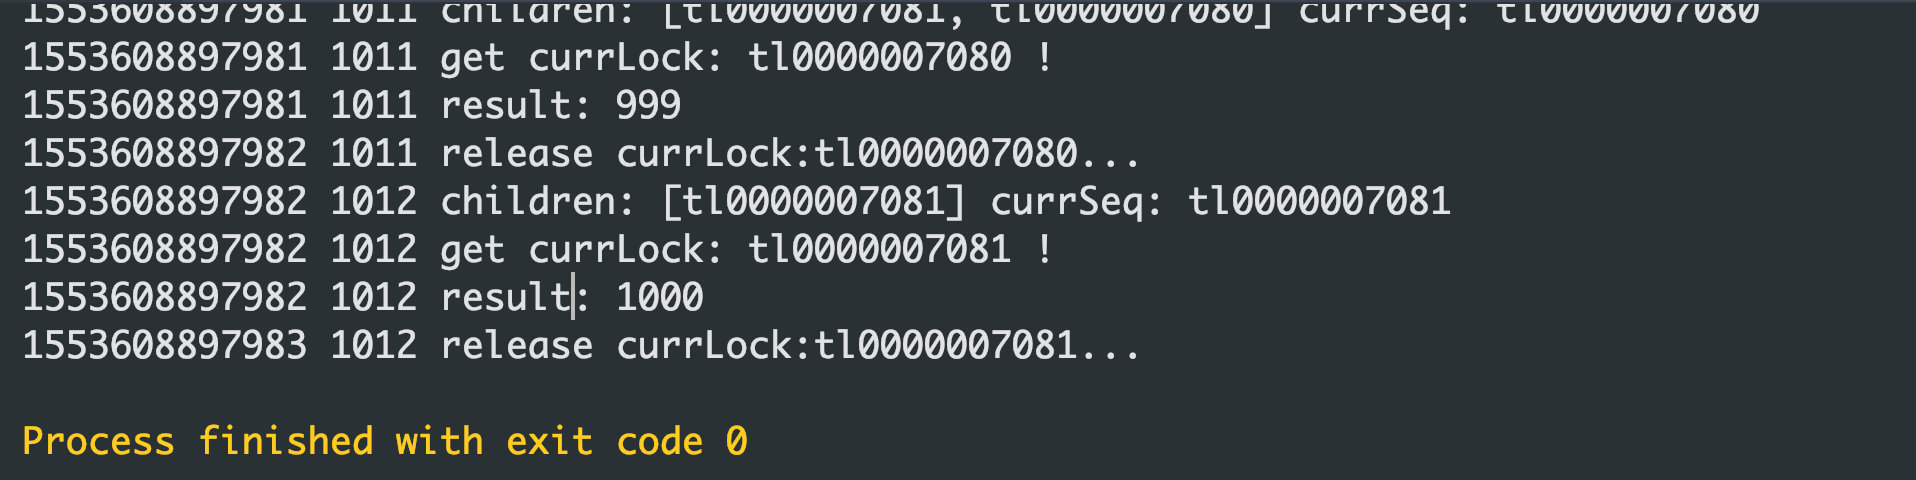 1553608897981 1011 children: [tl0000007081, tl0000007080] currSeq: tl0000007080
1553608897981 1011 get currLock: tl0000007080 !
1553608897981 1011 result: 999
1553608897982 1011 release currLock:tl0000007080...
1553608897982 1012 children: [tl0000007081] currSeq: tl0000007081
1553608897982 1012 get currLock: tl0000007081 !
1553608897982 1012 result: 1000
1553608897983 1012 release currLock:tl0000007081...
Process finished with exit code 0